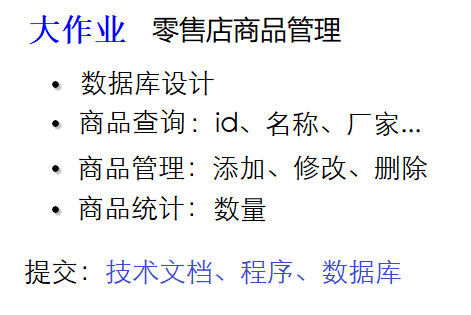 大作业 零售店商品管理
• 数据库设计
• 商品查询：id、名称、厂家...
• 商品管理：添加、修改、删除
• 商品统计：数量
提交：技术文档、程序、数据库